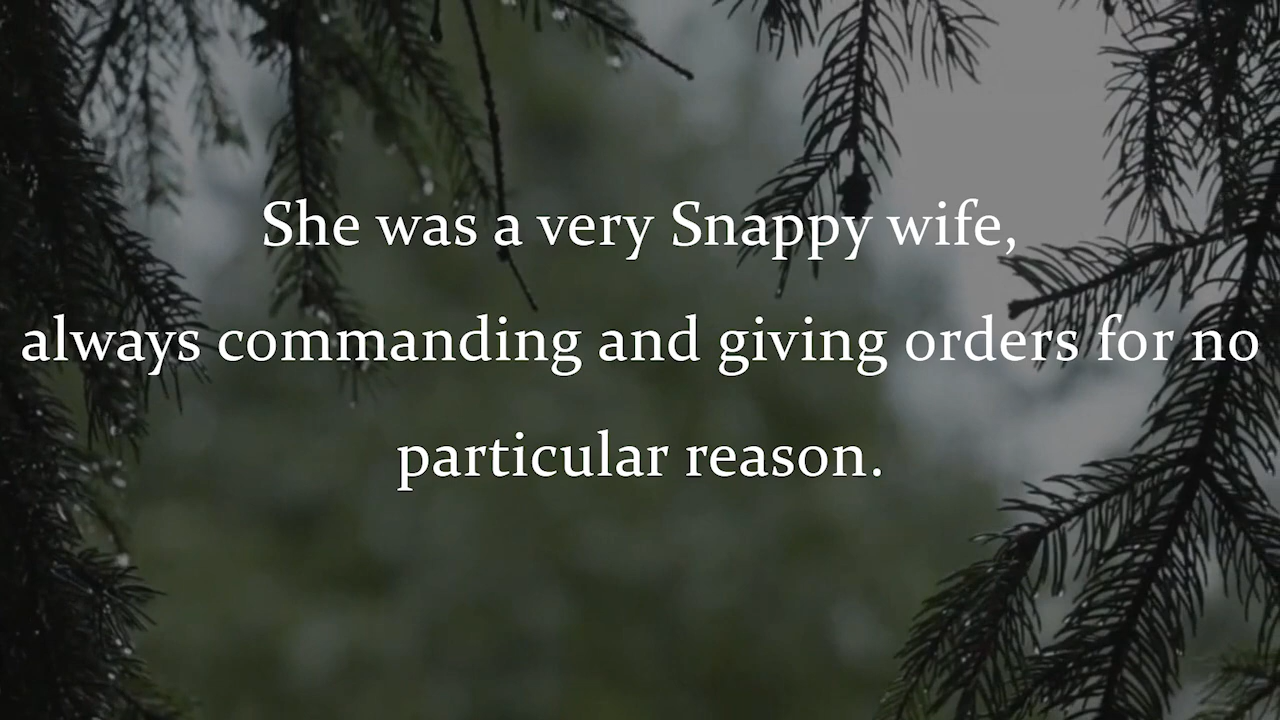 She was a very Snappy wife,
always commanding and giving orders for no
particular reason.